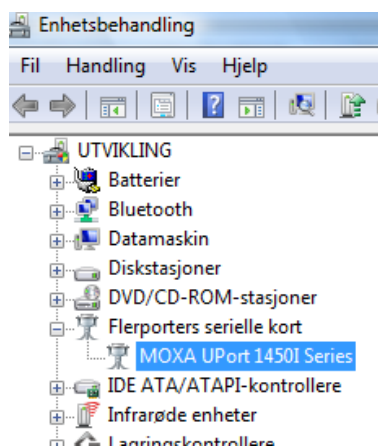 Enhetsbehandling
Fil Handling Vis Hjelp
UTVIKLING
Batterier
Bluetooth
Datamaskin
Diskstasjoner
DVD/CD-ROM-stasjoner
Flerporters serielle kort
MOXA UPort 1450I Series
IDE ATA/ATAPI-kontrollere
Infrarøde enheter
Lagringskontrollere